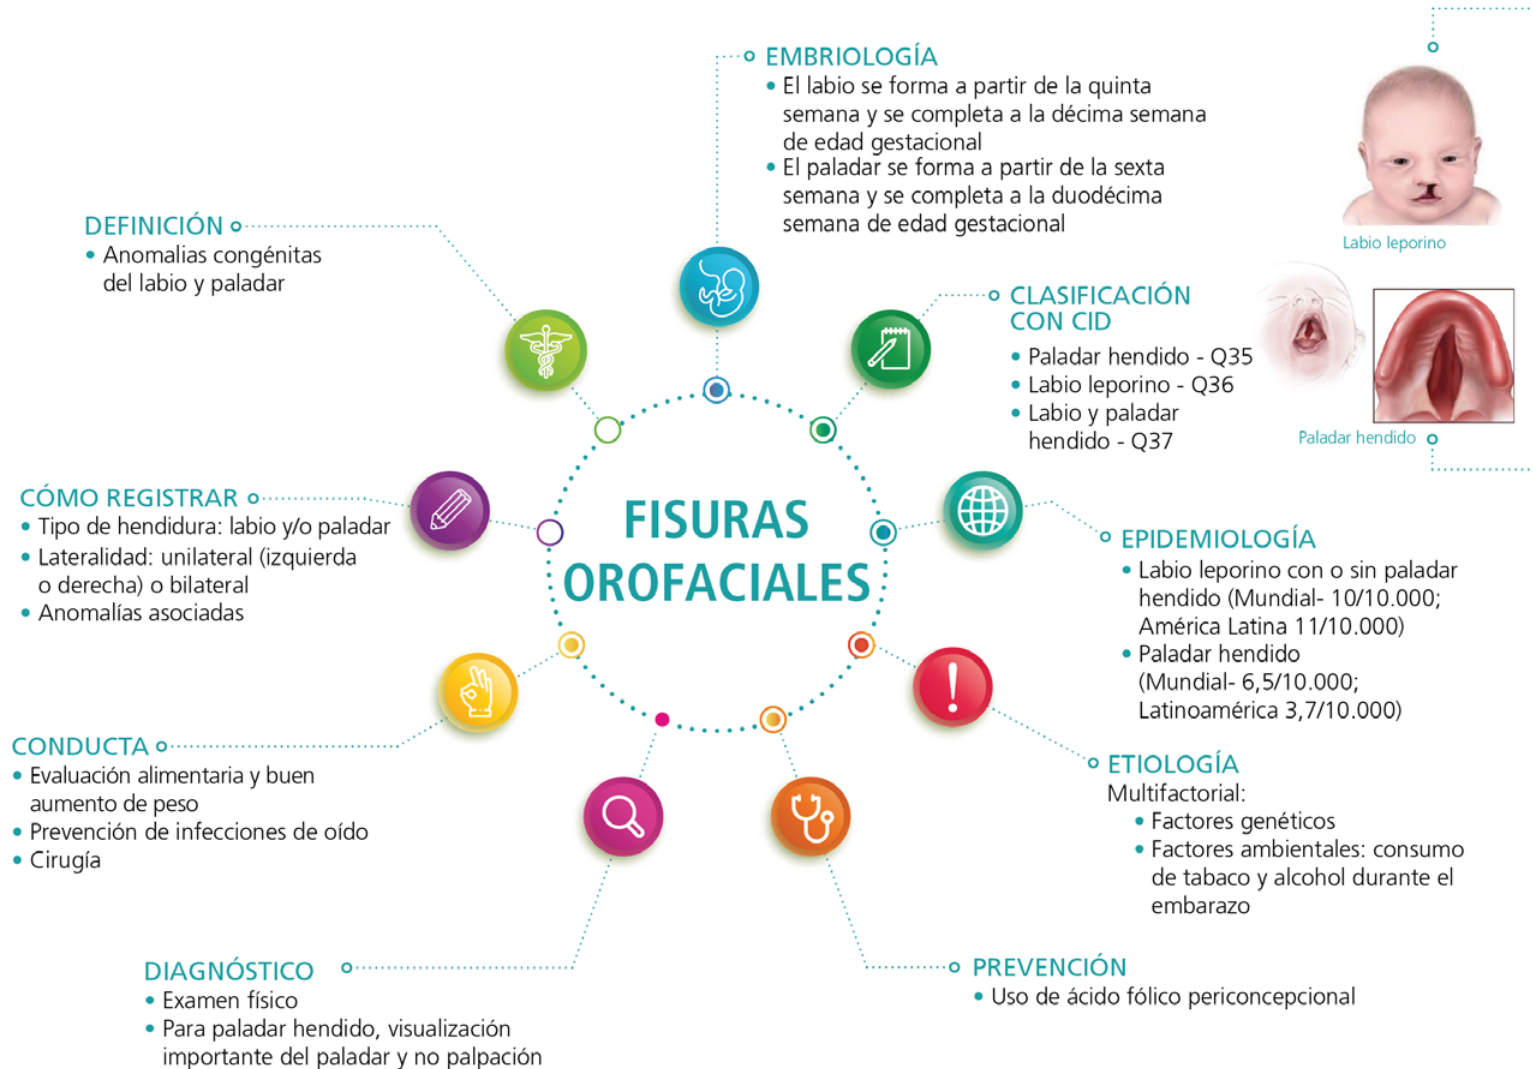 FISURAS
OROFACIALES
DEFINICIÓN
• Anomalias congénitas
del labio y paladar
EMBRIOLOGÍA
• El labio se forma a partir de la quinta
semana y se completa a la décima semana
de edad gestacional
• El paladar se forma a partir de la sexta
semana y se completa a la duodécima
semana de edad gestacional
CLASIFICACIÓN
CON CID
• Paladar hendido - Q35
• Labio leporino - Q36
• Labio y paladar
hendido - Q37
Labio leporino
Paladar hendido
EPIDEMIOLOGÍA
• Labio leporino con o sin paladar
hendido (Mundial- 10/10.000;
América Latina 11/10.000)
• Paladar hendido
(Mundial- 6,5/10.000;
Latinoamérica 3,7/10.000)
ETIOLOGÍA
Multifactorial:
• Factores genéticos
• Factores ambientales: consumo
de tabaco y alcohol durante el
embarazo
PREVENCIÓN
• Uso de ácido fólico periconcepcional
DIAGNÓSTICO
• Examen físico
• Para paladar hendido, visualización
importante del paladar y no palpación
CONDUCTA
• Evaluación alimentaria y buen
aumento de peso
• Prevención de infecciones de oído
• Cirugía
CÓMO REGISTRAR
• Tipo de hendidura: labio y/o paladar
• Lateralidad: unilateral (izquierda
o derecha) o bilateral
• Anomalías asociadas